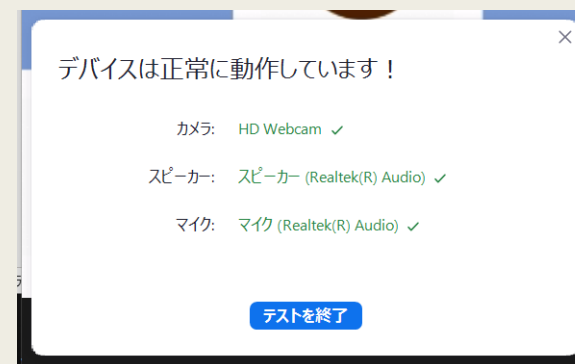 デバイスは正常に動作しています！
カメラ: HD Webcam ✓
スピーカー: スピーカー (Realtek(R) Audio) ✓
マイク: マイク (Realtek(R) Audio) ✓
テストを終了